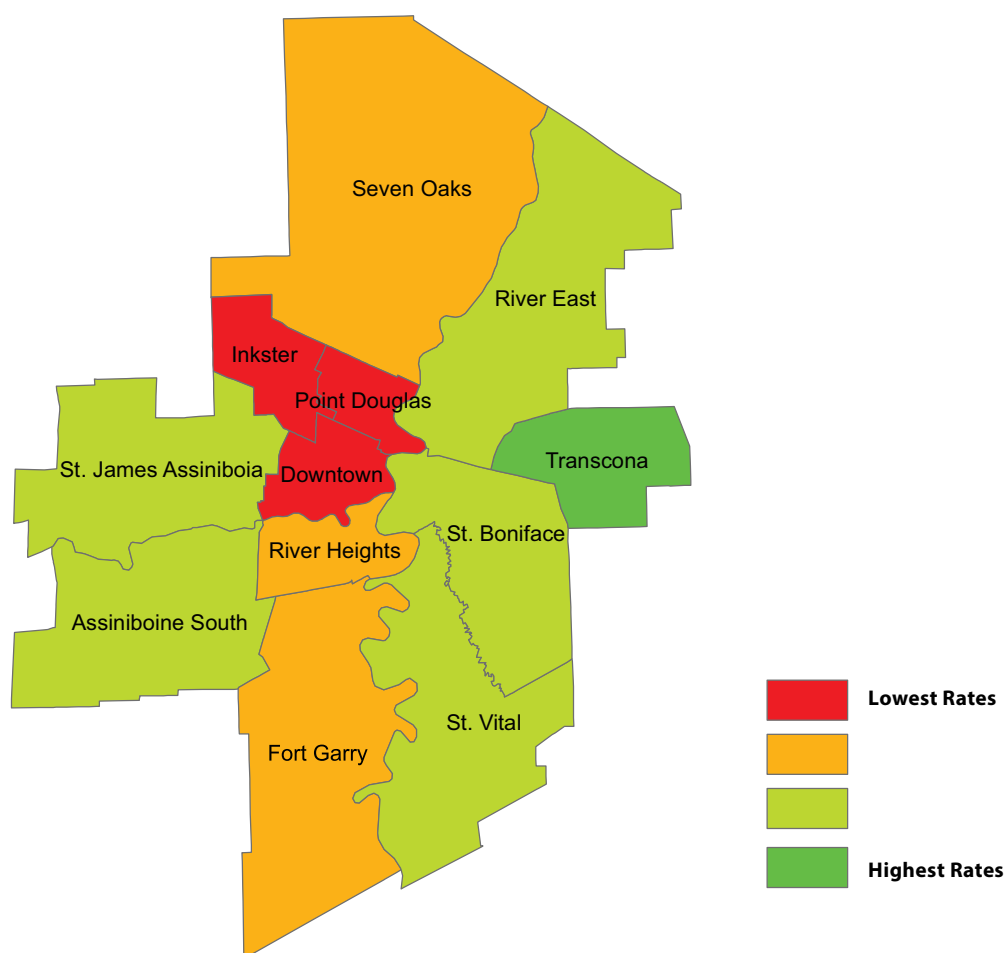 Seven Oaks
River East
Inkster
Point Douglas
St. James Assiniboia
Downtown
Transcona
St. Boniface
River Heights
Assiniboine South
St. Vital
Fort Garry
Lowest Rates
Highest Rates